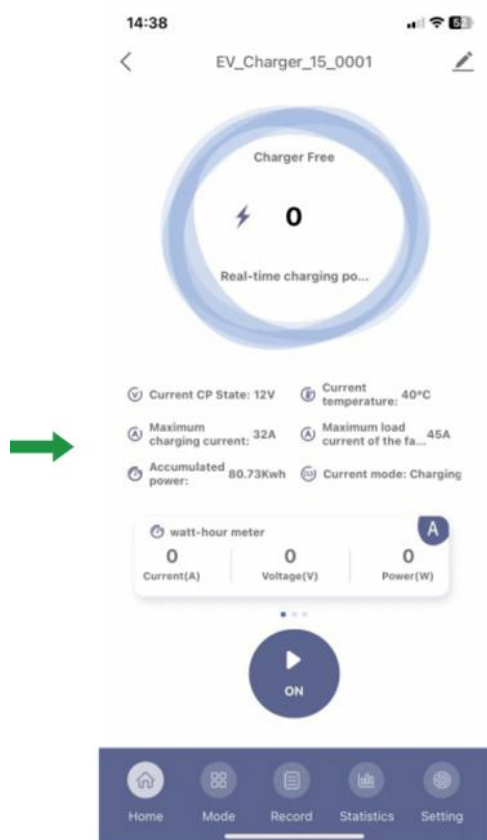 14:38
52
EV_Charger_15_0001
Charger Free
0
Real-time charging po...
Current CP State: 12V
Current
temperature: 40°C
Maximum
charging current: 32A
Maximum load
current of the fa... 45A
Accumulated
power: 80.73Kwh
Current mode: Charging
watt-hour meter
A
0 0 0
Current(A) Voltage(V) Power(W)
ON
Home Mode Record Statistics Setting